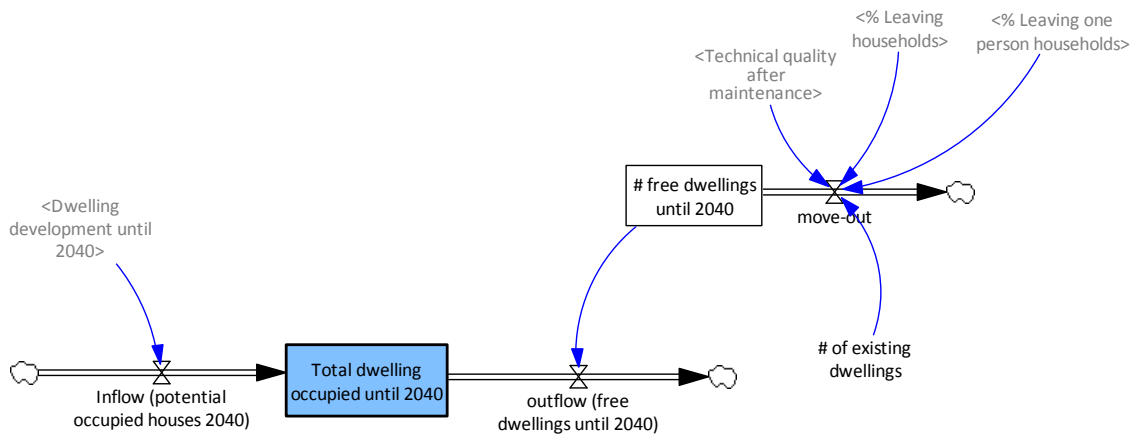 <% Leaving
households>
<% Leaving one
person households>
<Technical quality
after
maintenance>
# free dwellings
until 2040
move-out
<Dwelling
development until
2040>
# of existing
dwellings
Total dwelling
occupied until 2040
Inflow (potential
occupied houses 2040)
outflow (free
dwellings until 2040)